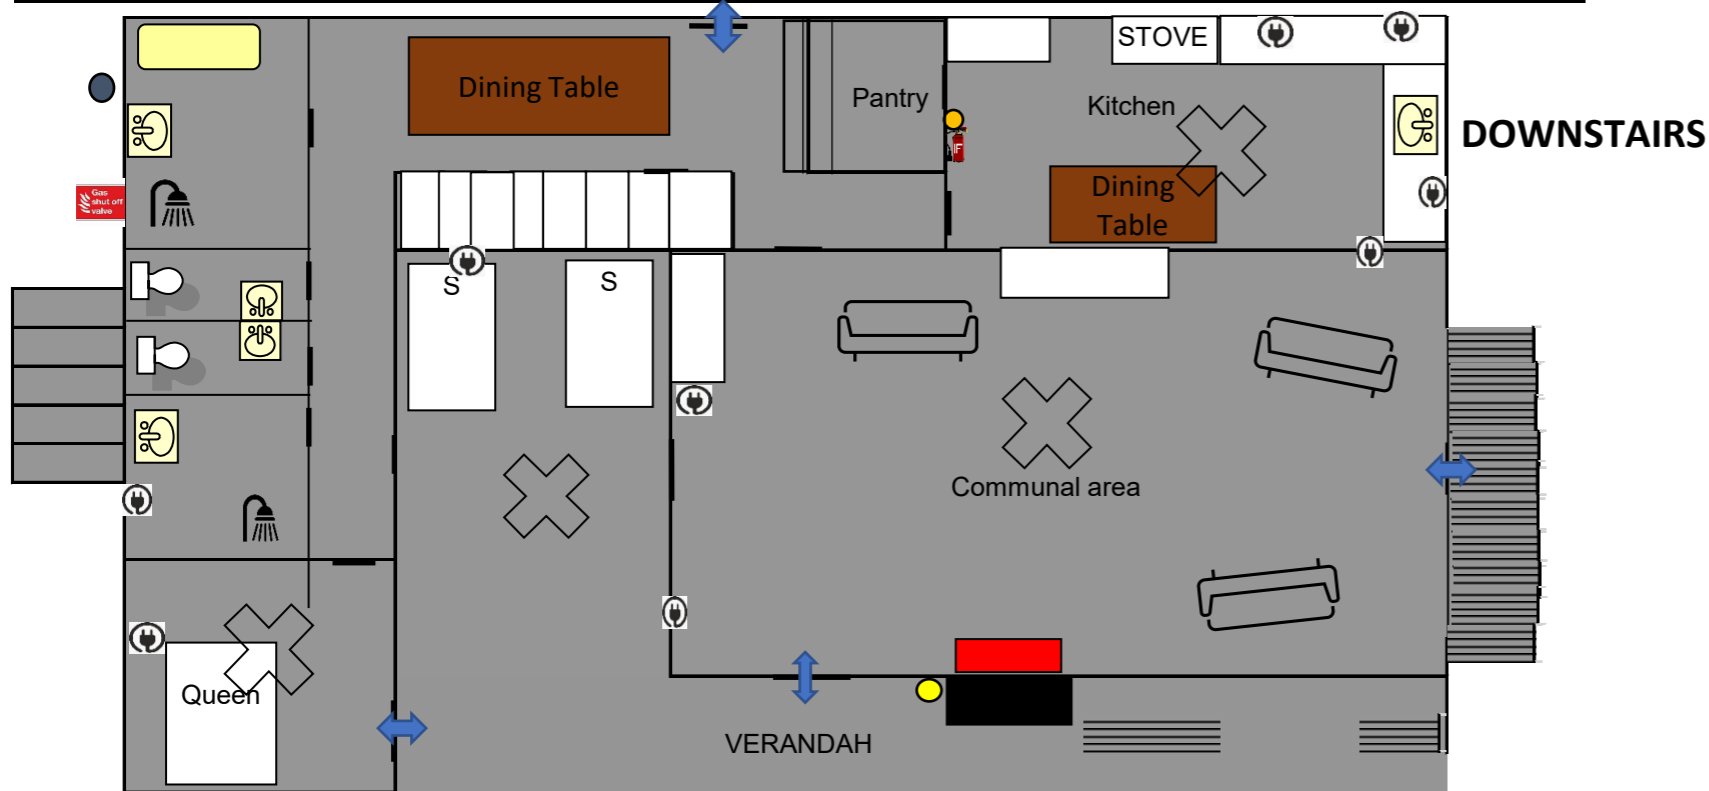 STOVE
Dining Table
Pantry
Kitchen
DOWNSTAIRS
Gas
shut off
valve
Dining
Table
S
S
Communal area
Queen
VERANDAH